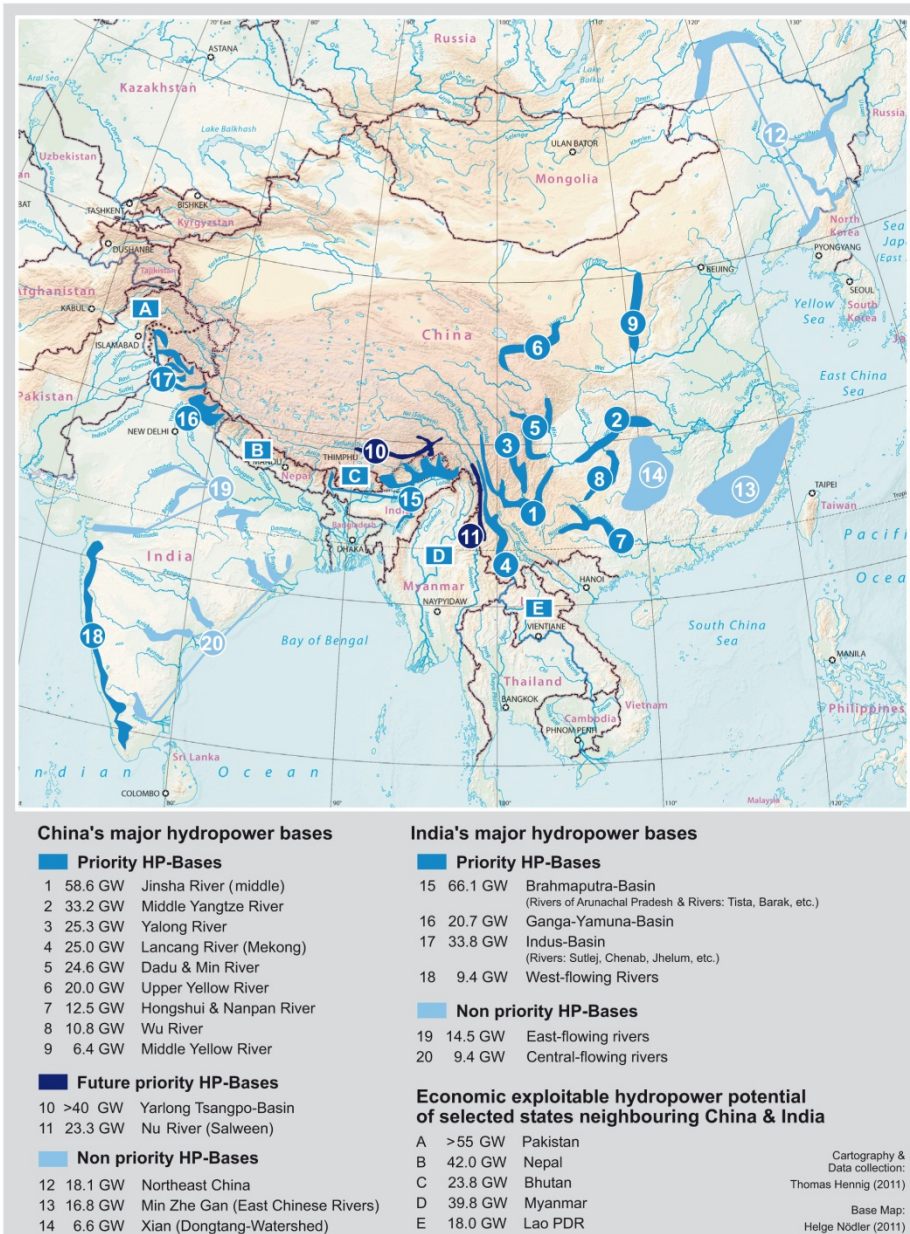 Russia
ASTANA
Kazakhstan
Aral Sea
Lake Balkhash
Lake
Baikal
Russia
ULAN BATOR
Mongolia
Uzbekistan
TASHKENT
BISHKEK
Kyrgyzstan
DUSHANBE
Tajikistan
12
North
Korea
PYONGYANG
SEOUL
South
Korea
BEIJING
Yellow
Sea
Afghanistan
KABUL
A
ISLAMABAD
China
9
6
Wei
East China
Sea
Pakistan
17
Chenab
Ravi
Sutlej
Indira Gandhi Canal
16
NEW DELHI
B
Nepal
THIMPHU
10
C
15
5
3
2
8
14
13
1
TAIPEI
Taiwan
19
India
Narmada
Damodar
Bangladesh
DHAKA
11
D
Myanmar
4
7
HANOI
Pacific
Ocean
NAYPYIDAW
E
VIENTIANE
18
20
Bay of Bengal
South China
Sea
MANILA
Thailand
BANGKOK
Vietnam
Cambodia
PHNOM PENH
Philippines
Sri Lanka
Indian Ocean
COLOMBO
Malaysia
80°
90°
100°
110°
120°
China's major hydropower bases
Priority HP-Bases
1 58.6 GW Jinsha River (middle)
2 33.2 GW Middle Yangtze River
3 25.3 GW Yalong River
4 25.0 GW Lancang River (Mekong)
5 24.6 GW Dadu & Min River
6 20.0 GW Upper Yellow River
7 12.5 GW Hongshui & Nanpan River
8 10.8 GW Wu River
9 6.4 GW Middle Yellow River
Future priority HP-Bases
10 >40 GW Yarlong Tsangpo-Basin
11 23.3 GW Nu River (Salween)
Non priority HP-Bases
12 18.1 GW Northeast China
13 16.8 GW Min Zhe Gan (East Chinese Rivers)
14 6.6 GW Xian (Dongtang-Watershed)
India's major hydropower bases
Priority HP-Bases
15 66.1 GW Brahmaputra-Basin
(Rivers of Arunachal Pradesh & Rivers: Tista, Barak, etc.)
16 20.7 GW Ganga-Yamuna-Basin
17 33.8 GW Indus-Basin
(Rivers: Sutlej, Chenab, Jhelum, etc.)
18 9.4 GW West-flowing Rivers
Non priority HP-Bases
19 14.5 GW East-flowing rivers
20 9.4 GW Central-flowing rivers
Economic exploitable hydropower potential
of selected states neighbouring China & India
A >55 GW Pakistan
B 42.0 GW Nepal
C 23.8 GW Bhutan
D 39.8 GW Myanmar
E 18.0 GW Lao PDR
Cartography &
Data collection:
Thomas Hennig (2011)
Base Map:
Helge Nödler (2011)